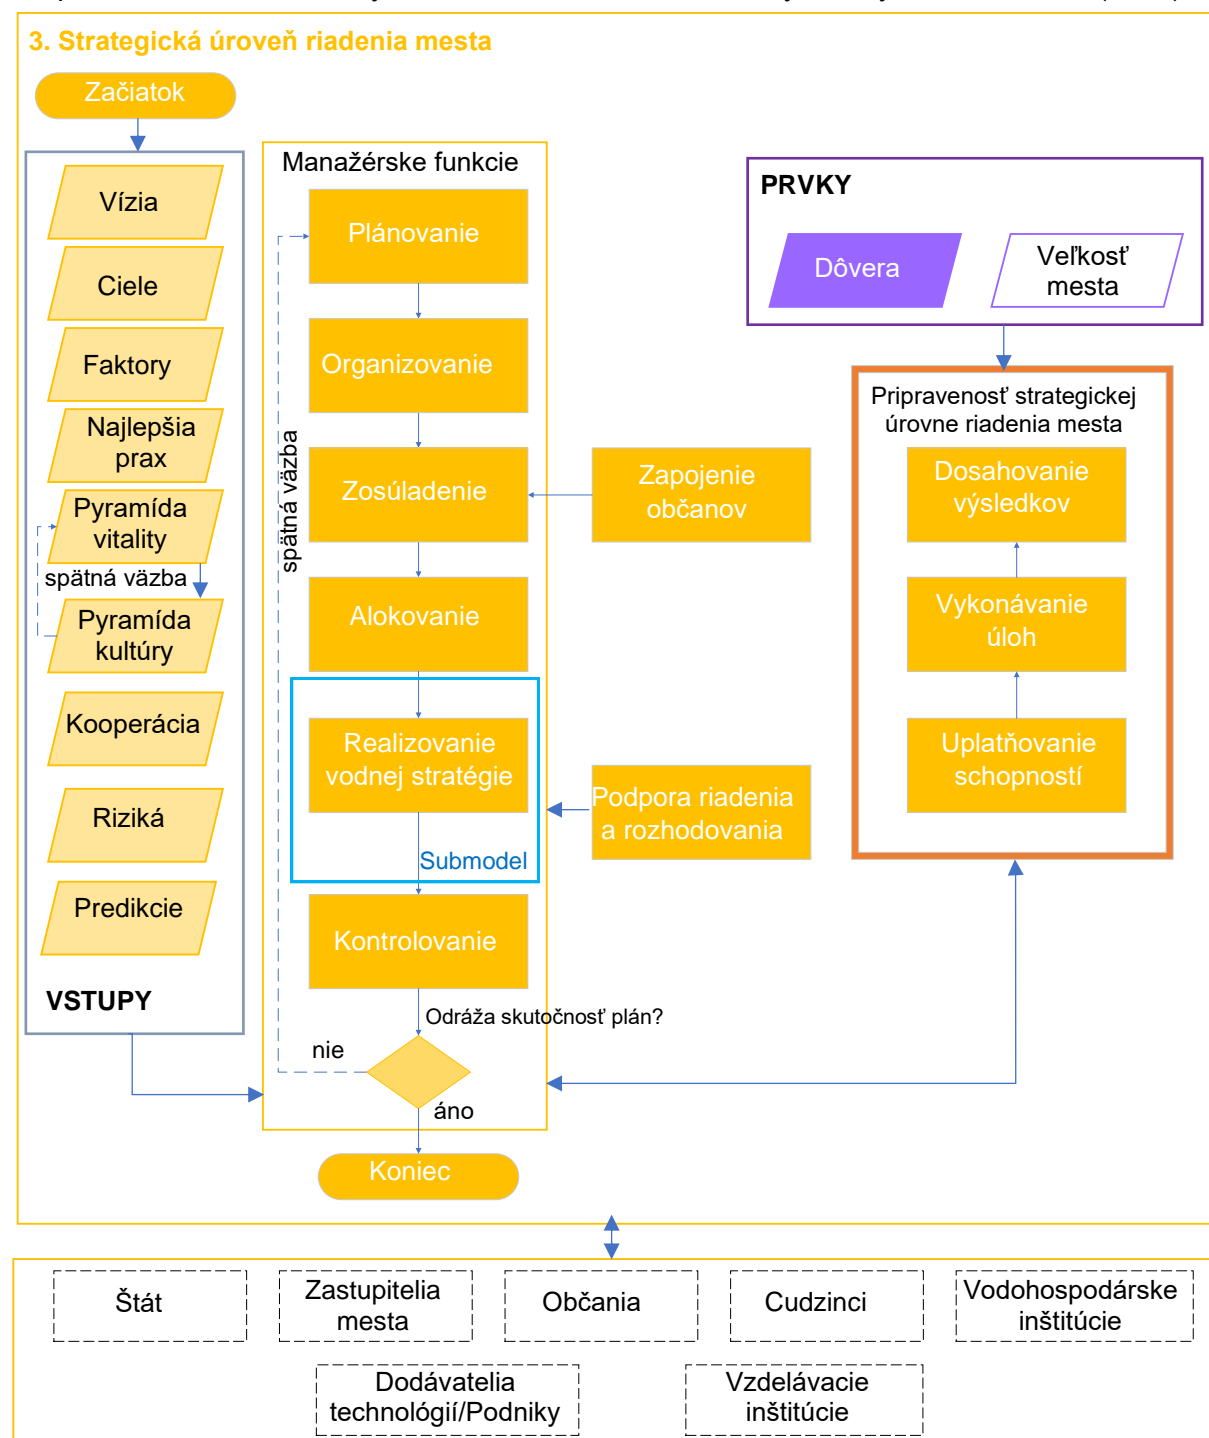 3. Strategická úroveň riadenia mesta
Začiatok
Vízia
Ciele
Faktory
Najlepšia
prax
Pyramída
vitality
spätná väzba
Pyramída
kultúry
Kooperácia
Riziká
Predikcie
VSTUPY
Manažérske funkcie
Plánovanie
Organizovanie
Zosúladenie
Alokovanie
Realizovanie
vodnej stratégie
Submodel
Kontrolovanie
Odráža skutočnosť plán?
nie
áno
Koniec
spätná väzba
Zapojenie
občanov
Podpora riadenia
a rozhodovania
PRVKY
Dôvera
Veľkosť
mesta
Pripravenosť strategickej
úrovne riadenia mesta
Dosahovanie
výsledkov
Vykonávanie
úloh
Uplatňovanie
schopností
Štát
Zastupitelia
mesta
Občania
Cudzinci
Vodohospodárske
inštitúcie
Dodávatelia
technológií/Podniky
Vzdelávacie
inštitúcie